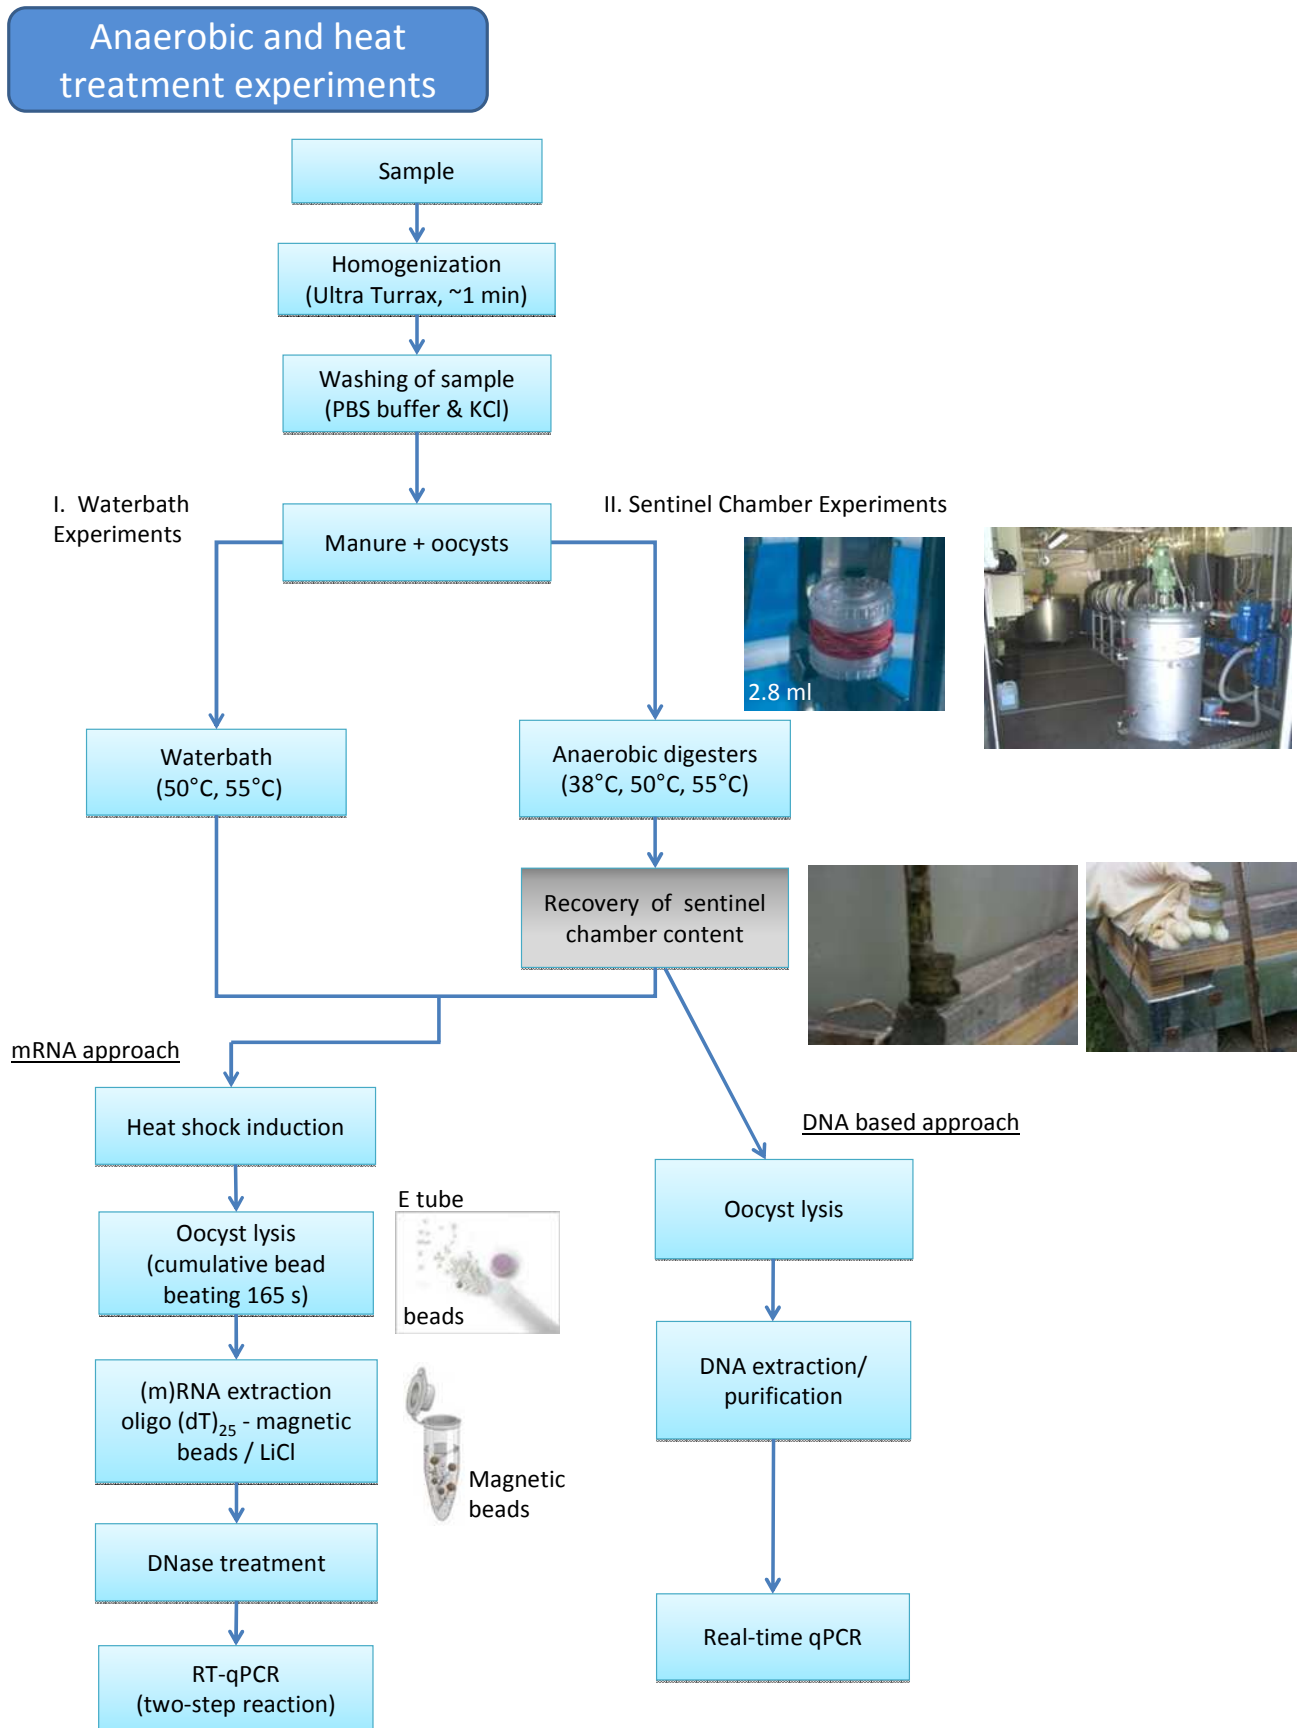 Anaerobic and heat
treatment experiments
Sample
Homogenization
(Ultra Turrax, ~1 min)
Washing of sample
(PBS buffer & KCl)
I. Waterbath
Experiments
II. Sentinel Chamber Experiments
Manure + oocysts
2.8 ml
Waterbath
(50°C, 55°C)
Anaerobic digesters
(38°C, 50°C, 55°C)
Recovery of sentinel
chamber content
mRNA approach
Heat shock induction
DNA based approach
Oocyst lysis
(cumulative bead
beating 165 s)
E tube
beads
Oocyst lysis
(m)RNA extraction
oligo (dT)25 - magnetic
beads / LiCl
Magnetic
beads
DNA extraction/
purification
DNase treatment
Real-time qPCR
RT-qPCR
(two-step reaction)